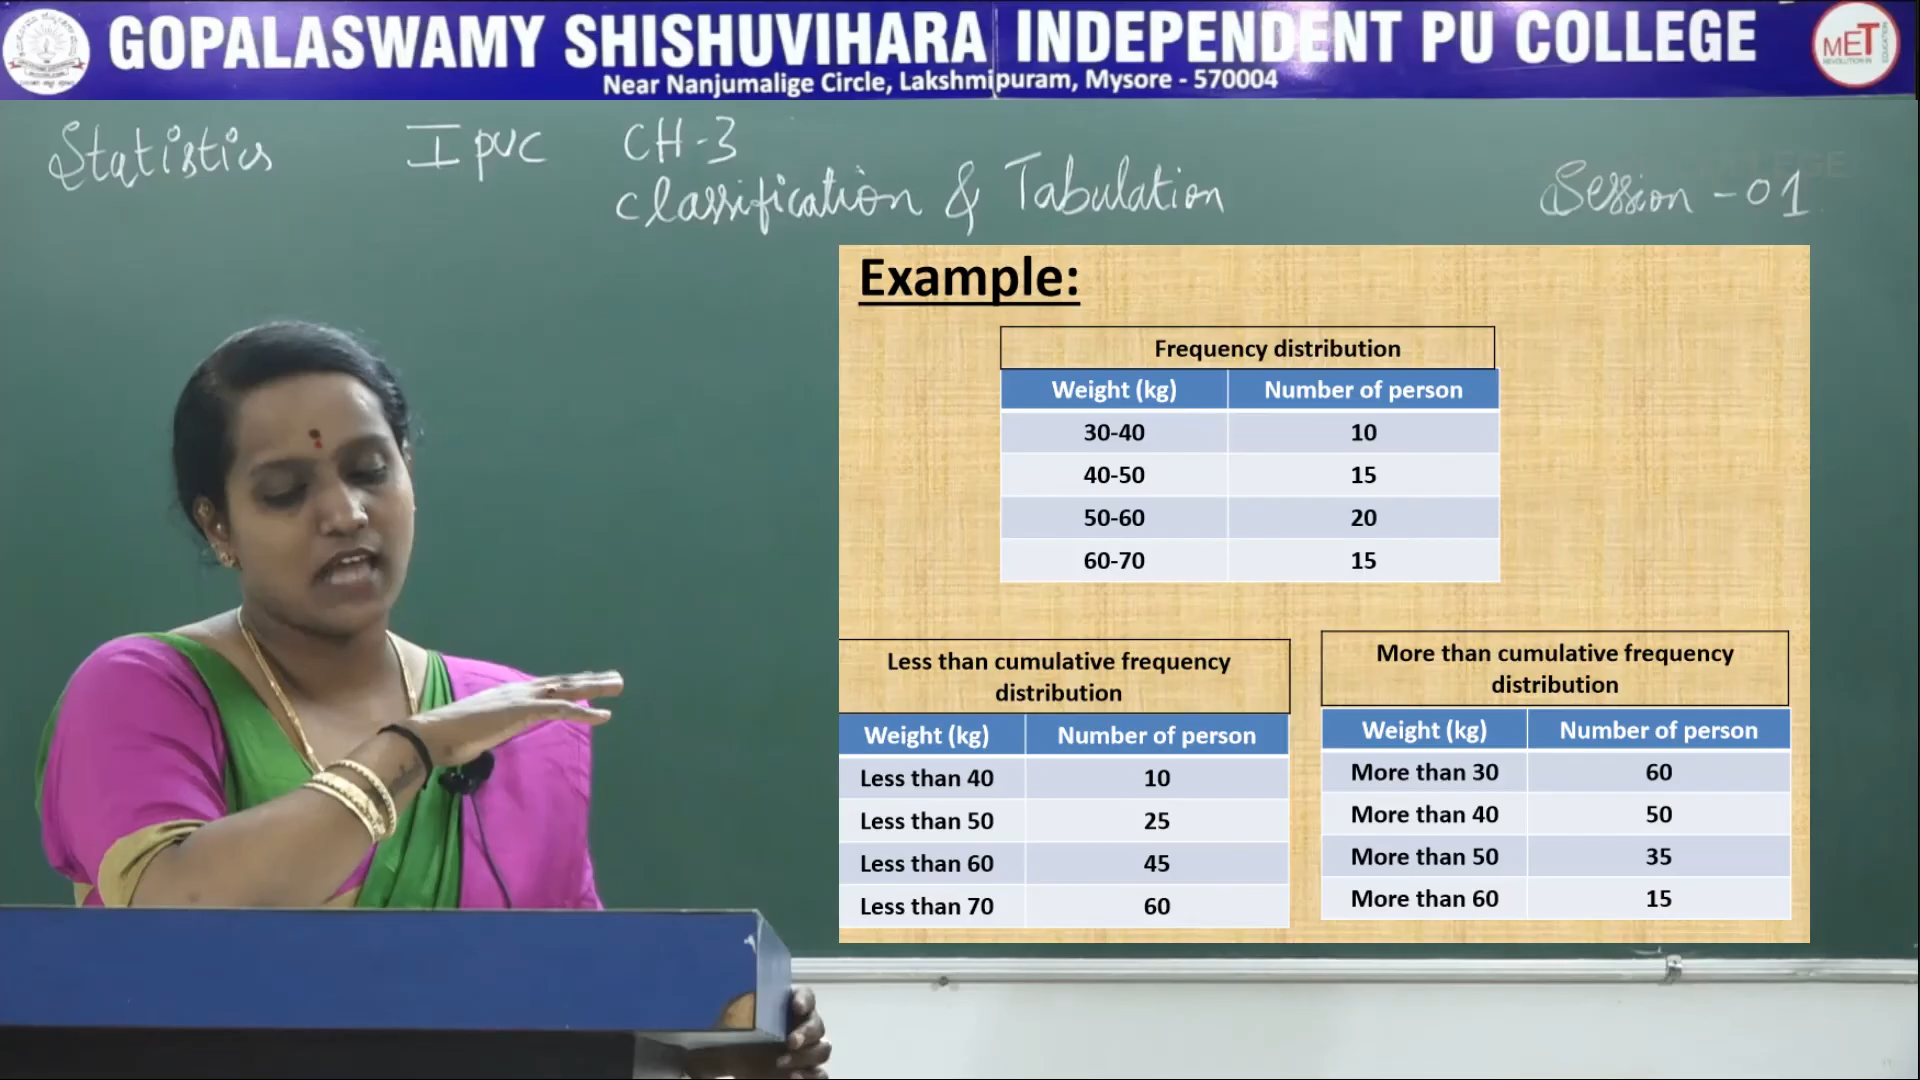 GOPALASWAMY SHISHUVIHARA INDEPENDENT PU COLLEGE
Near Nanjumalige Circle, Lakshmipuram, Mysore - 570004
MET
Statistics I PUC CH-3
Classification & Tabulation
Session - 01
Example:
Frequency distribution
Weight (kg) Number of person
30-40 10
40-50 15
50-60 20
60-70 15
Less than cumulative frequency
distribution
Weight (kg) Number of person
Less than 40 10
Less than 50 25
Less than 60 45
Less than 70 60
More than cumulative frequency
distribution
Weight (kg) Number of person
More than 30 60
More than 40 50
More than 50 35
More than 60 15